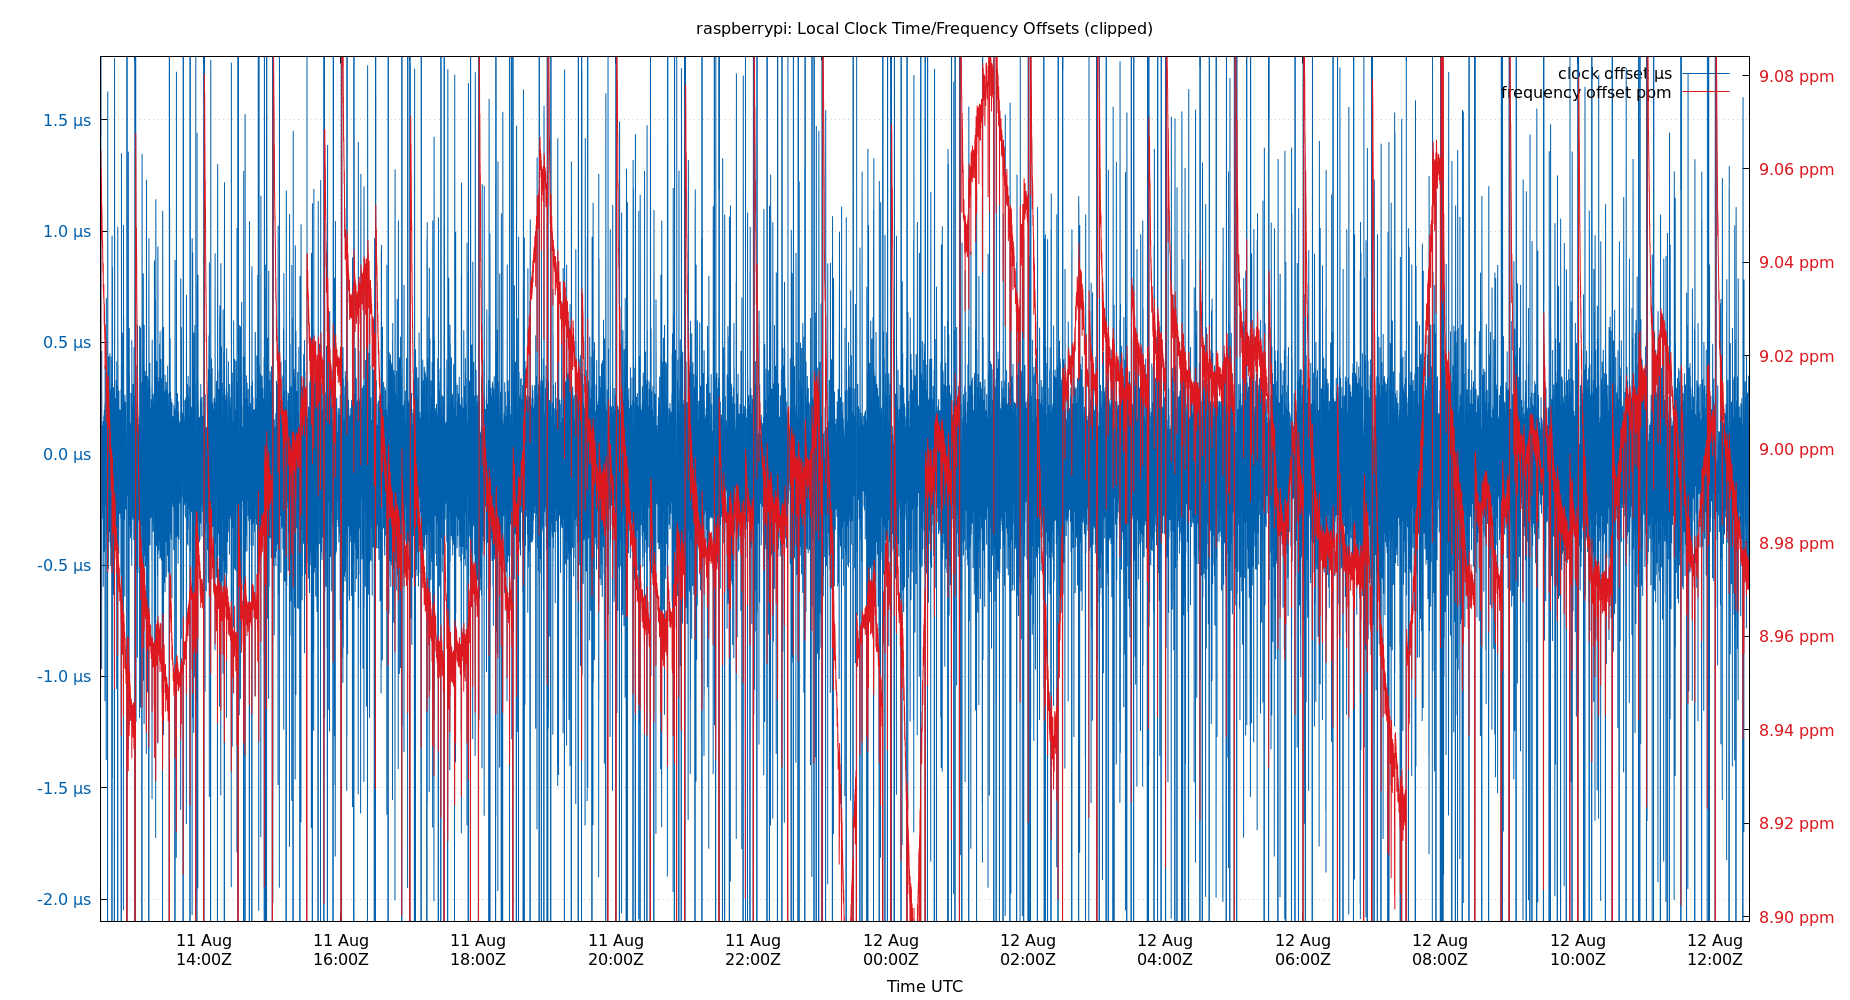 raspberrypi: Local Clock Time/Frequency Offsets (clipped)
clock offset µs
frequency offset ppm
1.5 µs
1.0 µs
0.5 µs
0.0 µs
-0.5 µs
-1.0 µs
-1.5 µs
-2.0 µs
9.08 ppm
9.06 ppm
9.04 ppm
9.02 ppm
9.00 ppm
8.98 ppm
8.96 ppm
8.94 ppm
8.92 ppm
8.90 ppm
11 Aug
14:00Z
11 Aug
16:00Z
11 Aug
18:00Z
11 Aug
20:00Z
11 Aug
22:00Z
12 Aug
00:00Z
12 Aug
02:00Z
12 Aug
04:00Z
12 Aug
06:00Z
12 Aug
08:00Z
12 Aug
10:00Z
12 Aug
12:00Z
Time UTC